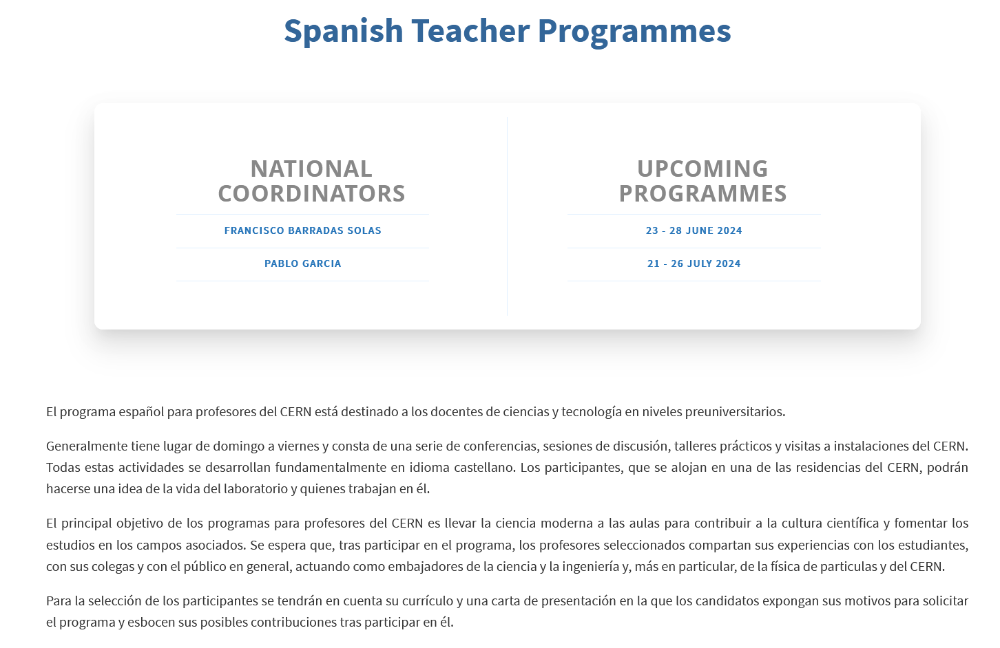 Spanish Teacher Programmes
NATIONAL
COORDINATORS
FRANCISCO BARRADAS SOLAS
PABLO GARCIA
UPCOMING
PROGRAMMES
23 - 28 JUNE 2024
21 - 26 JULY 2024
El programa español para profesores del CERN está destinado a los docentes de ciencias y tecnología en niveles preuniversitarios.
Generalmente tiene lugar de domingo a viernes y consta de una serie de conferencias, sesiones de discusión, talleres prácticos y visitas a instalaciones del CERN.
Todas estas actividades se desarrollan fundamentalmente en idioma castellano. Los participantes, que se alojan en una de las residencias del CERN, podrán
hacerse una idea de la vida del laboratorio y quienes trabajan en él.
El principal objetivo de los programas para profesores del CERN es llevar la ciencia moderna a las aulas para contribuir a la cultura científica y fomentar los
estudios en los campos asociados. Se espera que, tras participar en el programa, los profesores seleccionados compartan sus experiencias con los estudiantes,
con sus colegas y con el público en general, actuando como embajadores de la ciencia y la ingeniería y, más en particular, de la física de particulas y del CERN.
Para la selección de los participantes se tendrán en cuenta su currículo y una carta de presentación en la que los candidatos expongan sus motivos para solicitar
el programa y esbocen sus posibles contribuciones tras participar en él.